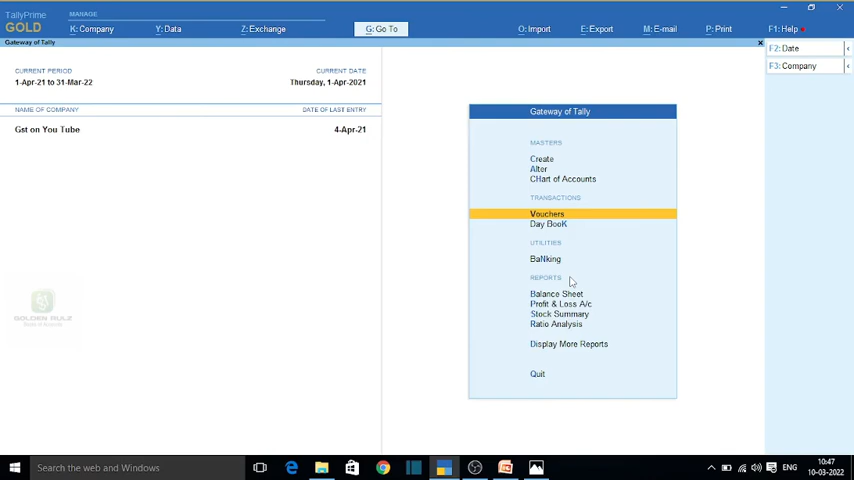 TallyPrime
GOLD
MANAGE
K: Company
Y: Data
Z: Exchange
G: Go To
O: Import
E: Export
M: E-mail
P: Print
F1: Help
Gateway of Tally
F2: Date
F3: Company
CURRENT PERIOD
CURRENT DATE
1-Apr-21 to 31-Mar-22
Thursday, 1-Apr-2021
NAME OF COMPANY
DATE OF LAST ENTRY
Gst on You Tube
4-Apr-21
Gateway of Tally
MASTERS
Create
Alter
CHart of Accounts
TRANSACTIONS
Vouchers
Day BooK
UTILITIES
BaNking
REPORTS
Balance Sheet
Profit & Loss A/c
Stock Summary
Ratio Analysis
Display More Reports
Quit
GOLDEN RULZ
Search the web and Windows
ENG
10:47
10-03-2022